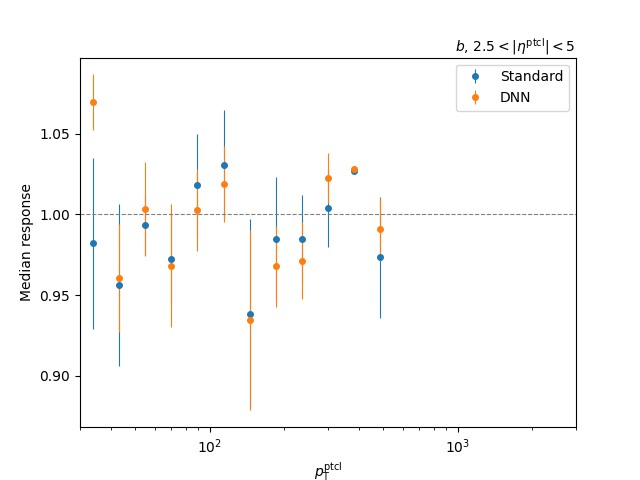 b, 2.5 < |η^ptcl| < 5
Standard
DNN
Median response
1.05
1.00
0.95
0.90
10^2
10^3
p_T^ptcl